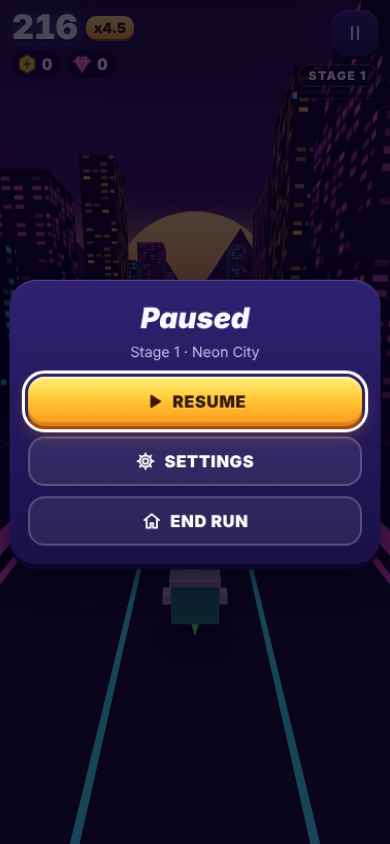 216 x4.5
0 0
STAGE 1
Paused
Stage 1 · Neon City
RESUME
SETTINGS
END RUN